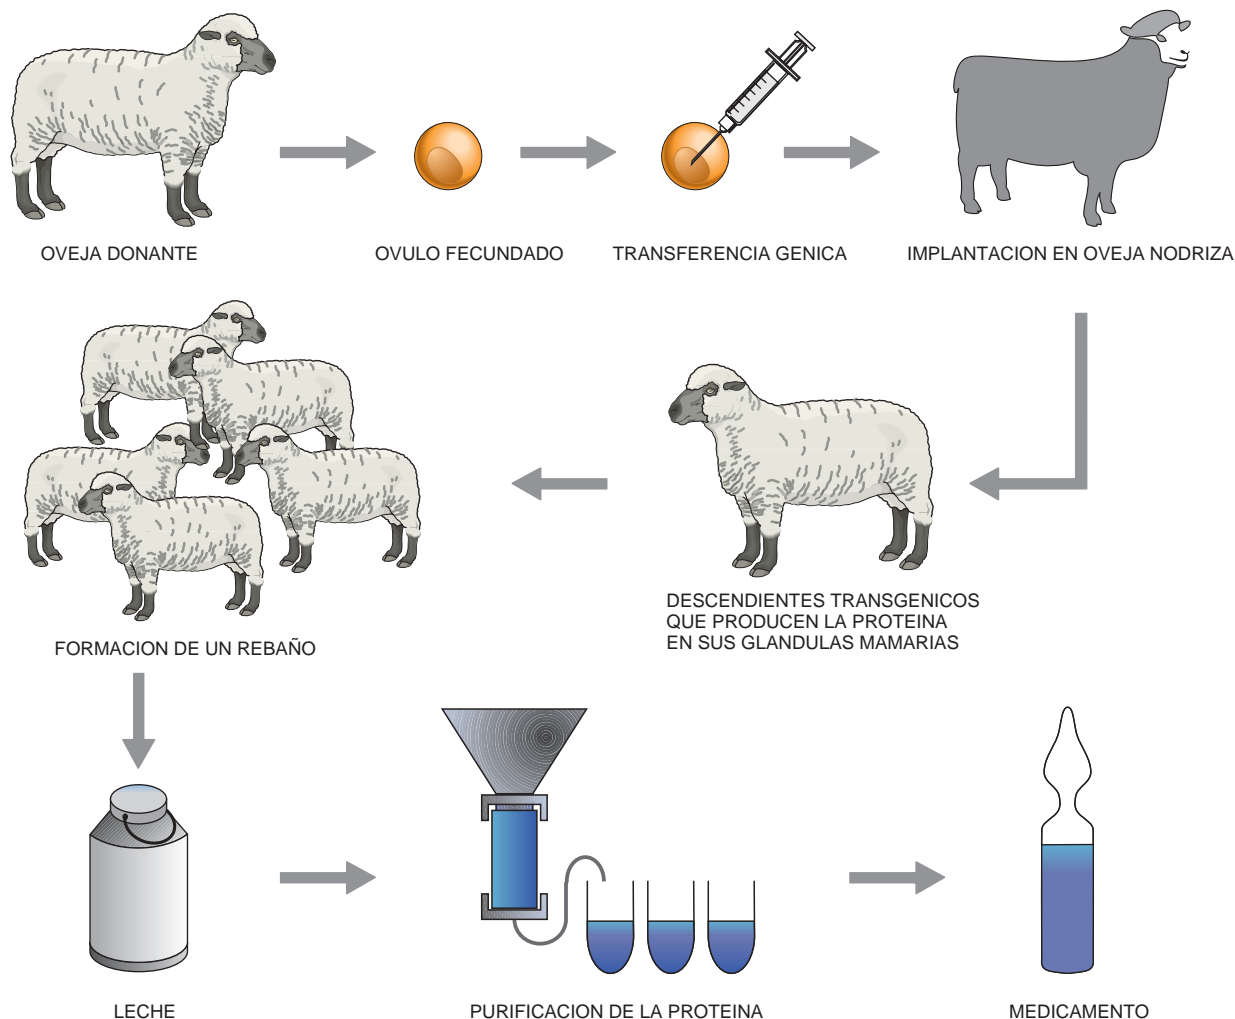 OVEJA DONANTE
OVULO FECUNDADO
TRANSFERENCIA GENICA
IMPLANTACION EN OVEJA NODRIZA
DESCENDIENTES TRANSGENICOS
QUE PRODUCEN LA PROTEINA
EN SUS GLANDULAS MAMARIAS
FORMACION DE UN REBAÑO
LECHE
PURIFICACION DE LA PROTEINA
MEDICAMENTO